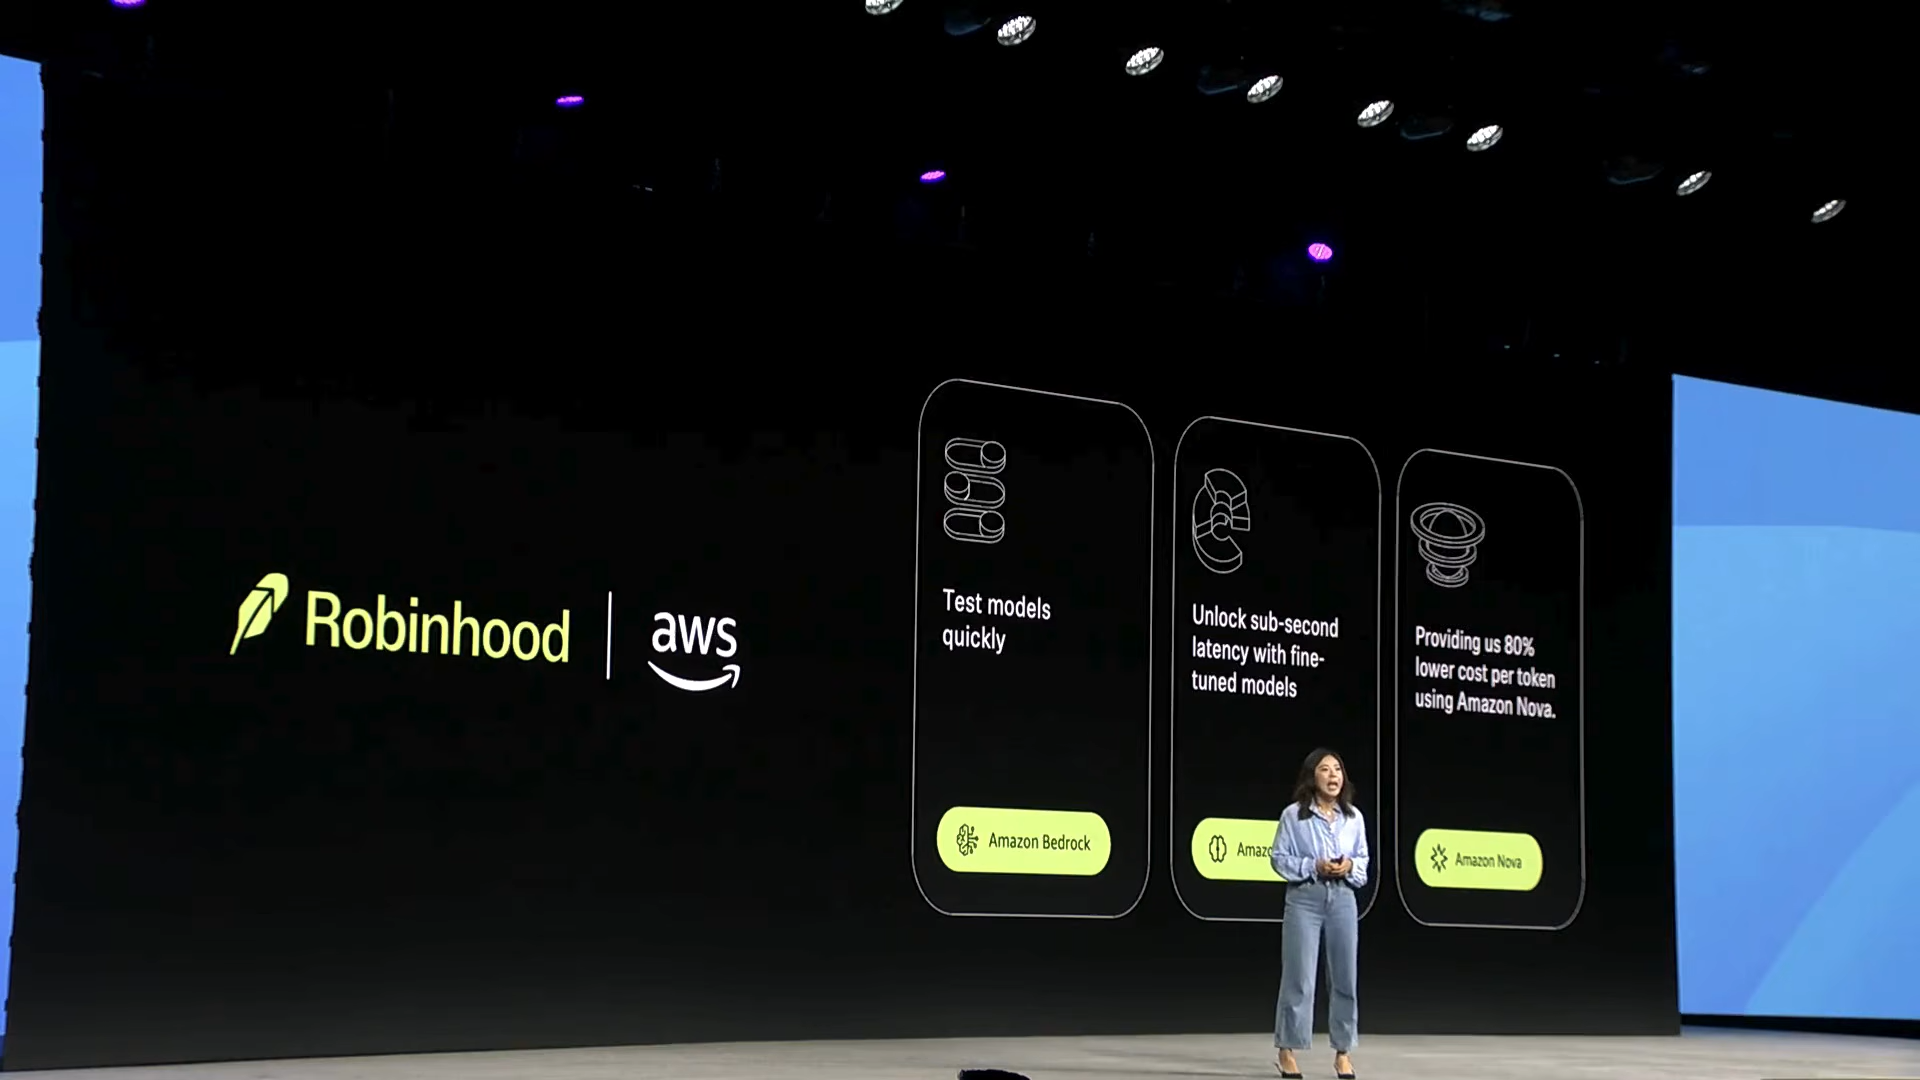 Robinhood
aws
Test models
quickly
Amazon Bedrock
Unlock sub-second
latency with fine-
tuned models
Providing us 80%
lower cost per token
using Amazon Nova.
Amazon Nova